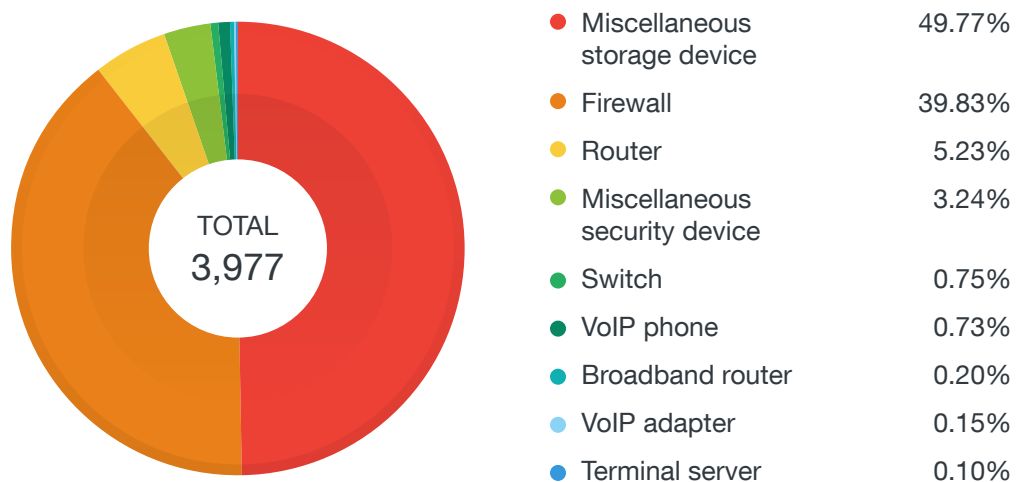 TOTAL
3,977
Miscellaneous
storage device 49.77%
Firewall 39.83%
Router 5.23%
Miscellaneous
security device 3.24%
Switch 0.75%
VoIP phone 0.73%
Broadband router 0.20%
VoIP adapter 0.15%
Terminal server 0.10%